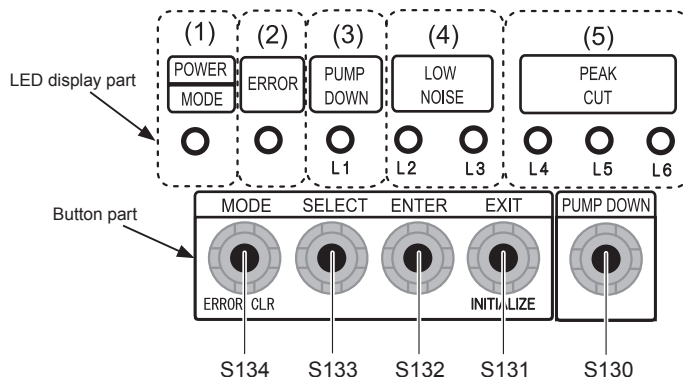 (1) (2) (3) (4) (5)
POWER
MODE
ERROR
PUMP
DOWN
LOW
NOISE
PEAK
CUT
LED display part
L1 L2 L3 L4 L5 L6
Button part
MODE SELECT ENTER EXIT PUMP DOWN
ERROR CLR INITIALIZE
S134 S133 S132 S131 S130